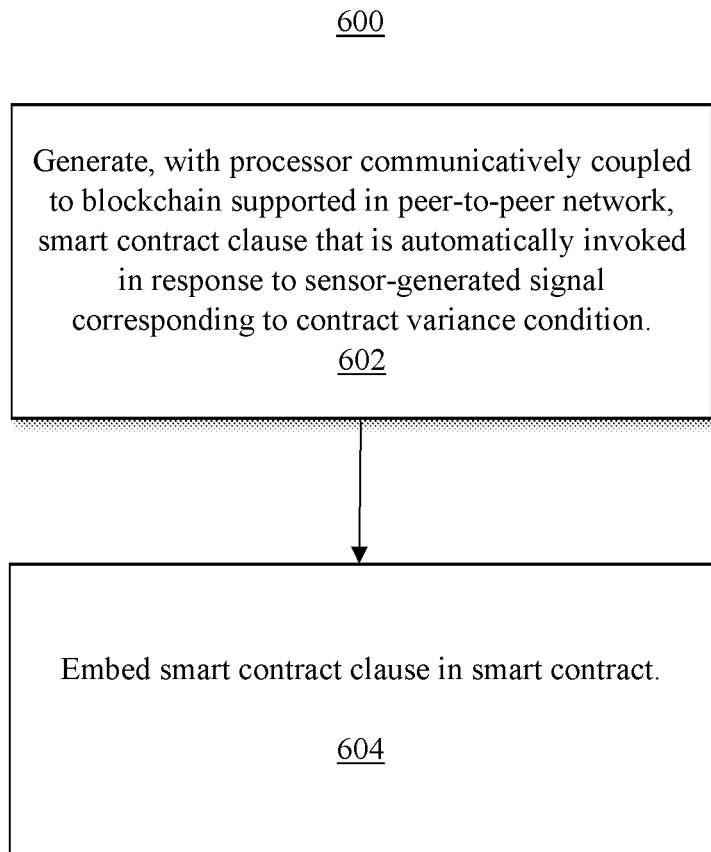 600
Generate, with processor communicatively coupled
to blockchain supported in peer-to-peer network,
smart contract clause that is automatically invoked
in response to sensor-generated signal
corresponding to contract variance condition.
602
Embed smart contract clause in smart contract.
604